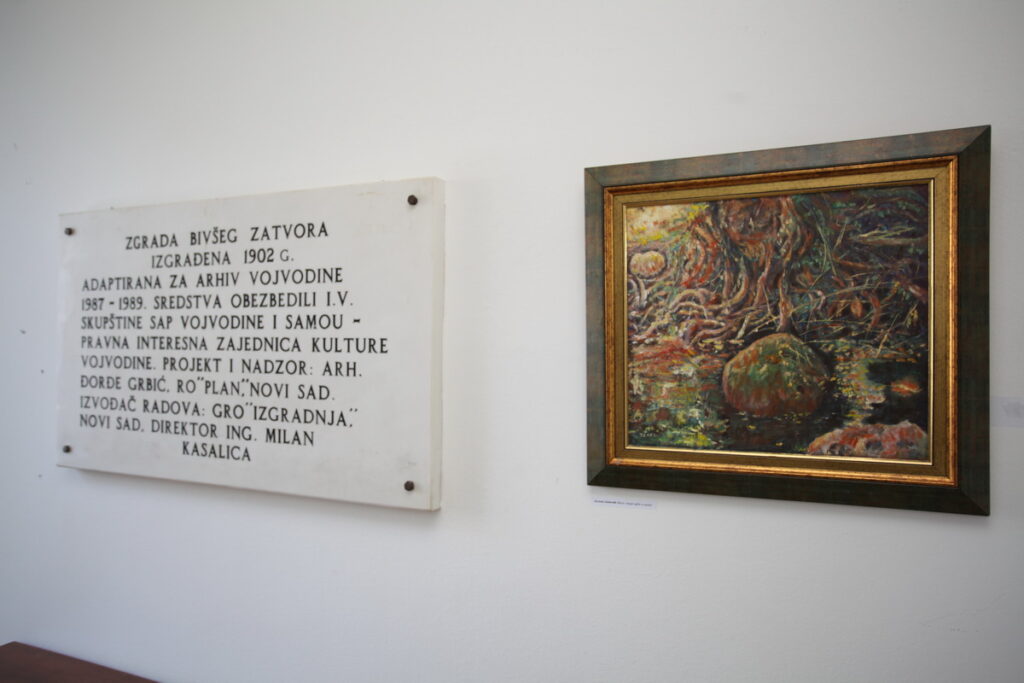 ZGRADA BIVŠEG ZATVORA
IZGRAĐENA 1902 G.
ADAPTIRANA ZA ARHIV VOJVODINE
1987 - 1989. SREDSTVA OBEZBEDILI I.V.
SKUPŠTINE SAP VOJVODINE I SAMOU -
PRAVNA INTERESNA ZAJEDNICA KULTURE
VOJVODINE. PROJEKT I NADZOR: ARH.
ĐORĐE GRBIĆ, RO "PLAN", NOVI SAD.
IZVOĐAČ RADOVA: GRO "IZGRADNJA",
NOVI SAD. DIREKTOR ING. MILAN
KASALICA